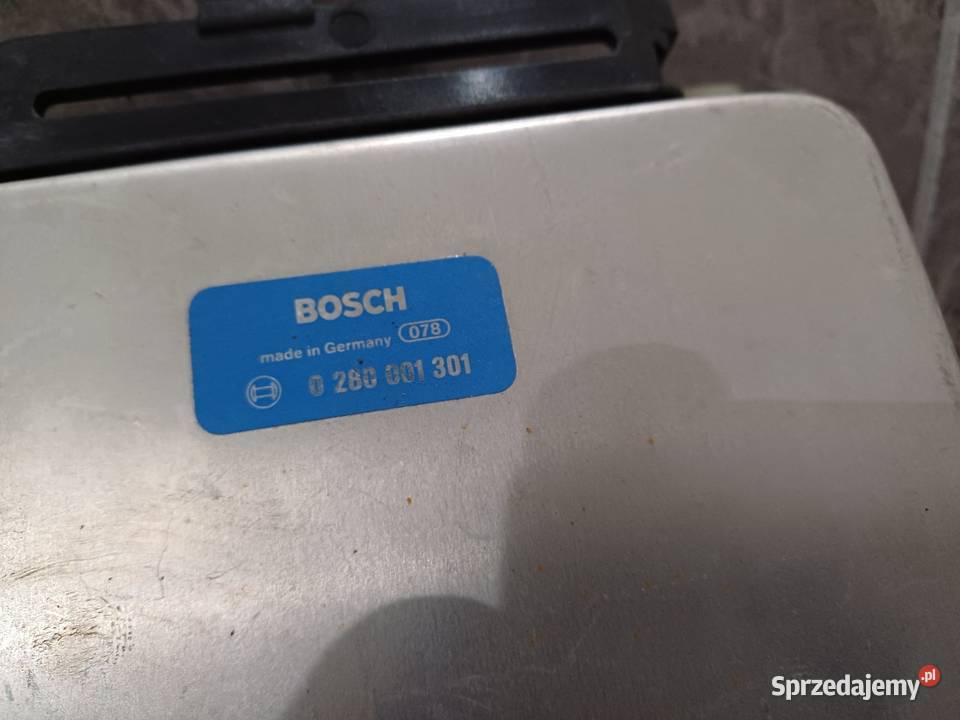 BOSCH
made in Germany 078
0 280 001 301
Sprzedajemy.pl